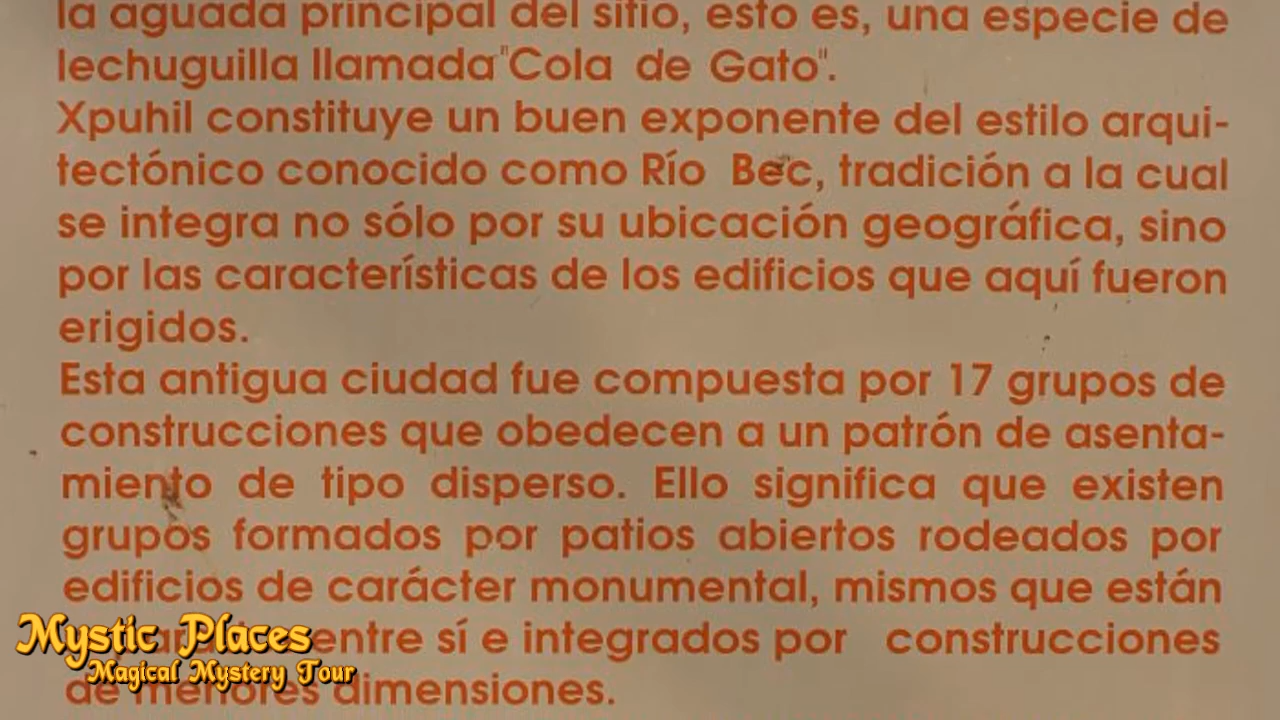 la aguada principal del sitio, esto es, una especie de
lechuguilla llamada "Cola de Gato".
Xpuhil constituye un buen exponente del estilo arqui-
tectónico conocido como Río Bec, tradición a la cual
se integra no sólo por su ubicación geográfica, sino
por las características de los edificios que aquí fueron
erigidos.
Esta antigua ciudad fue compuesta por 17 grupos de
construcciones que obedecen a un patrón de asenta-
miento de tipo disperso. Ello significa que existen
grupos formados por patios abiertos rodeados por
edificios de carácter monumental, mismos que están
entre sí e integrados por construcciones
de menores dimensiones.
Mystic Places
Magical Mystery Tour